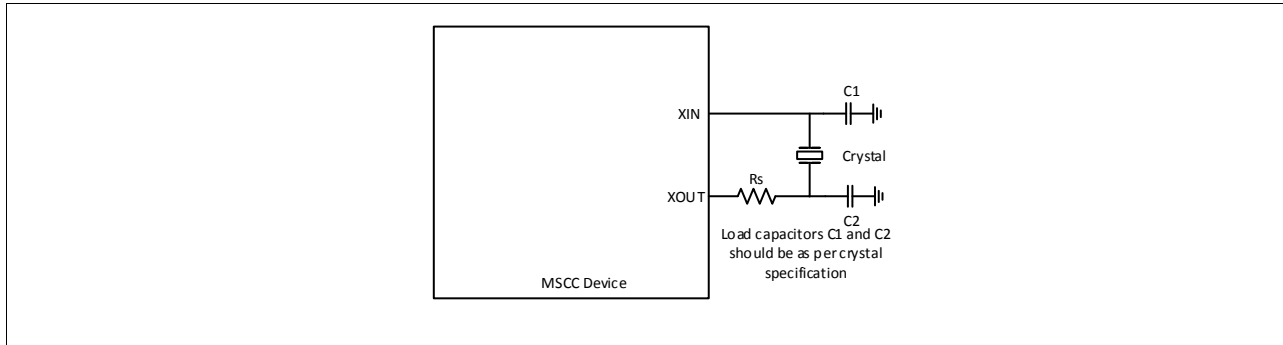 C1
XIN
Crystal
Rs
XOUT
C2
Load capacitors C1 and C2
should be as per crystal
specification
MSCC Device